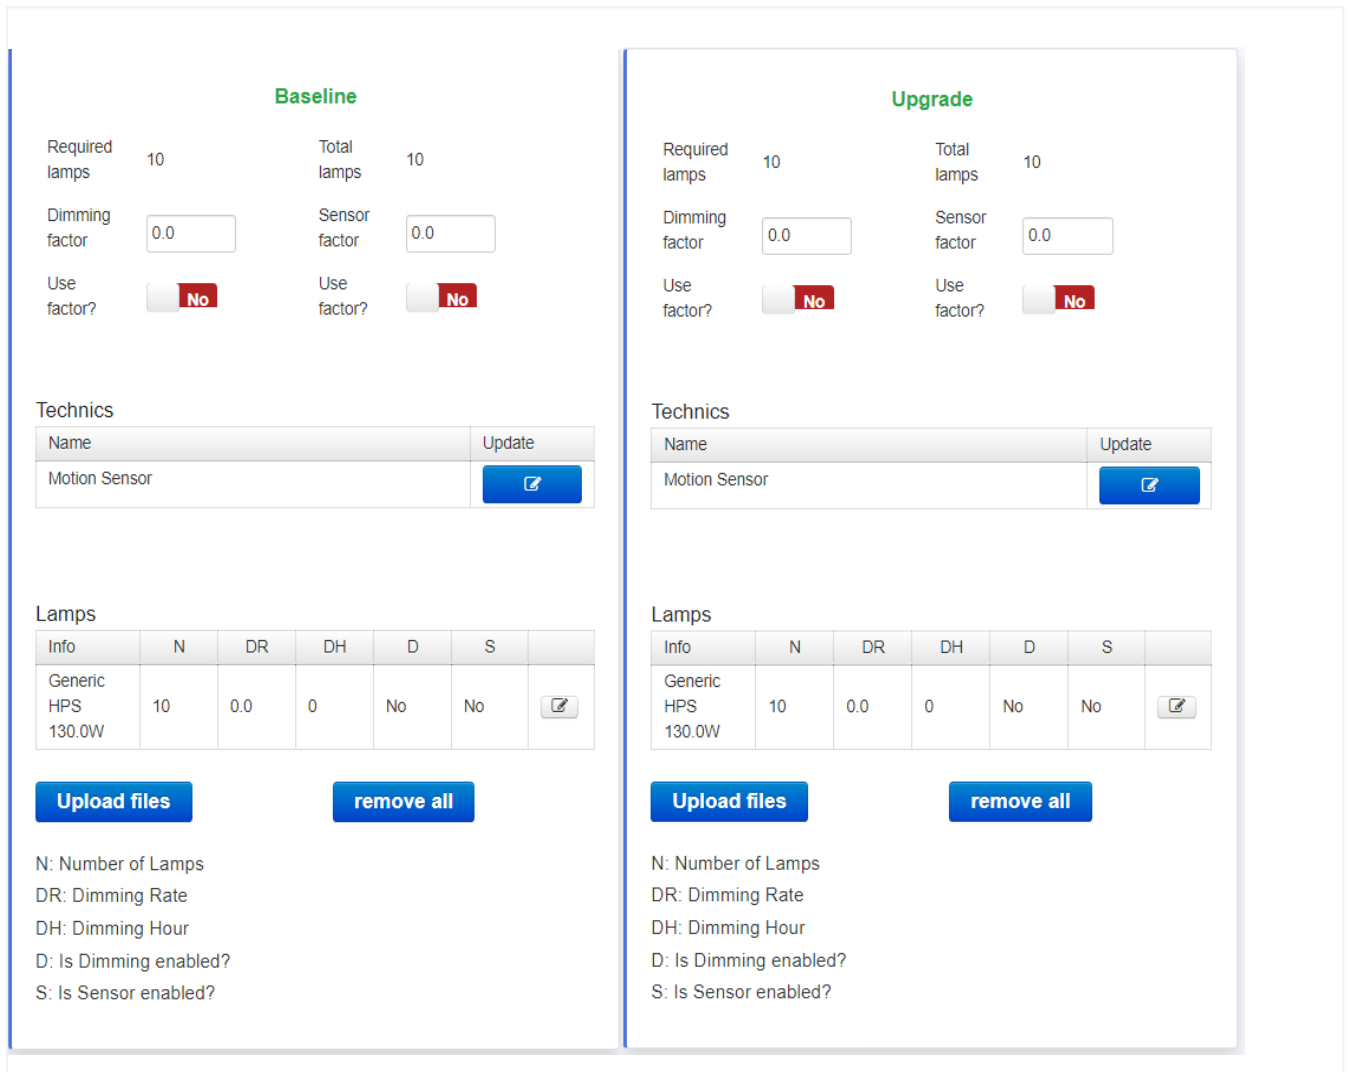 Baseline
Required lamps 10 Total lamps 10
Dimming factor 0.0 Sensor factor 0.0
Use factor? No Use factor? No
Technics
Name Update
Motion Sensor
Lamps
Info N DR DH D S
Generic HPS 130.0W 10 0.0 0 No No
Upload files remove all
N: Number of Lamps
DR: Dimming Rate
DH: Dimming Hour
D: Is Dimming enabled?
S: Is Sensor enabled?
Upgrade
Required lamps 10 Total lamps 10
Dimming factor 0.0 Sensor factor 0.0
Use factor? No Use factor? No
Technics
Name Update
Motion Sensor
Lamps
Info N DR DH D S
Generic HPS 130.0W 10 0.0 0 No No
Upload files remove all
N: Number of Lamps
DR: Dimming Rate
DH: Dimming Hour
D: Is Dimming enabled?
S: Is Sensor enabled?